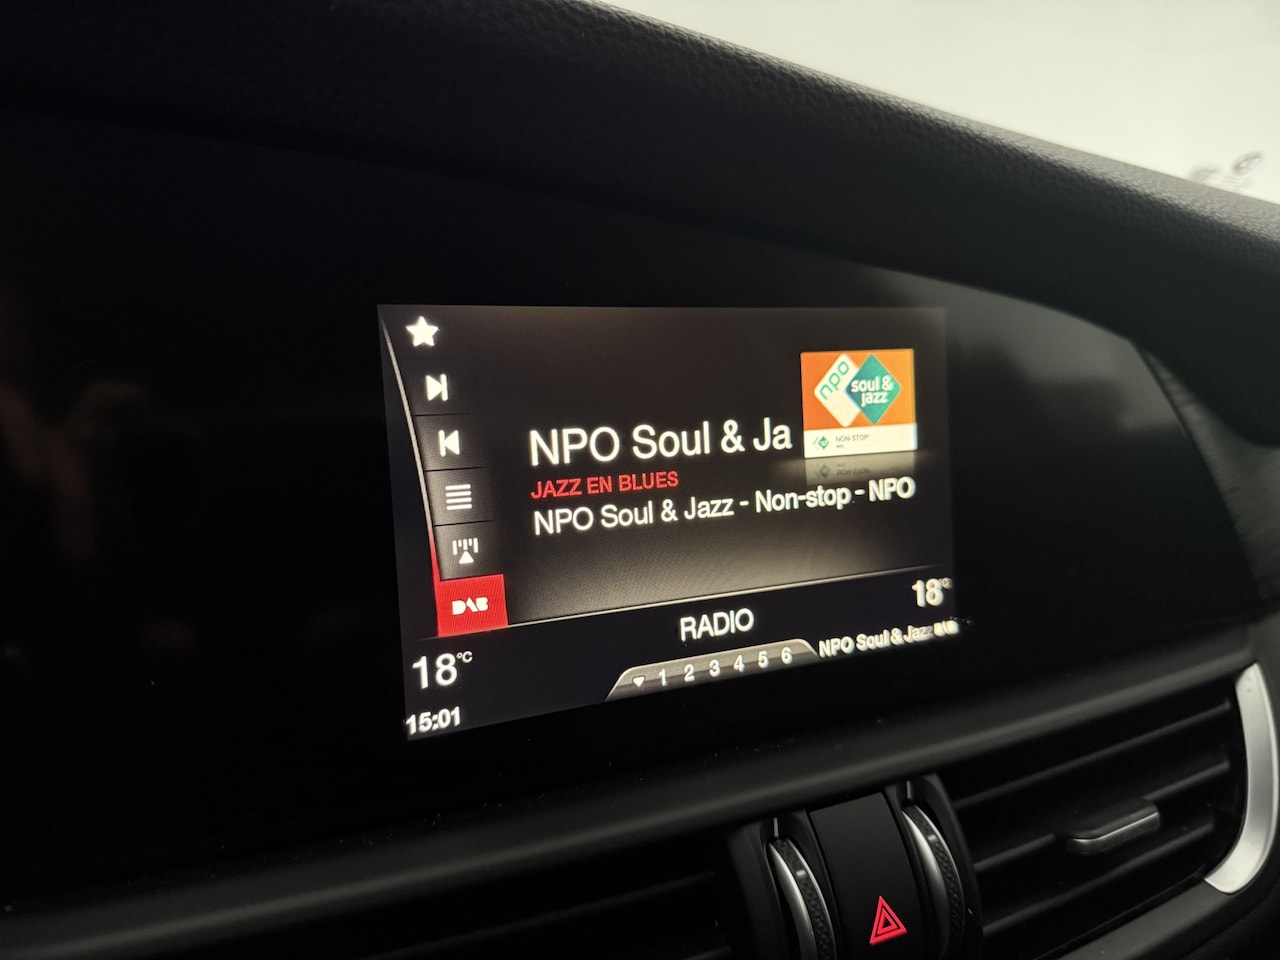 npo
soul &
jazz
NON-STOP
NPO Soul & Ja
JAZZ EN BLUES
NPO Soul & Jazz - Non-stop - NPO
DAB
RADIO
18°
18°C
1 2 3 4 5 6
NPO Soul & Jazz DAB
15:01